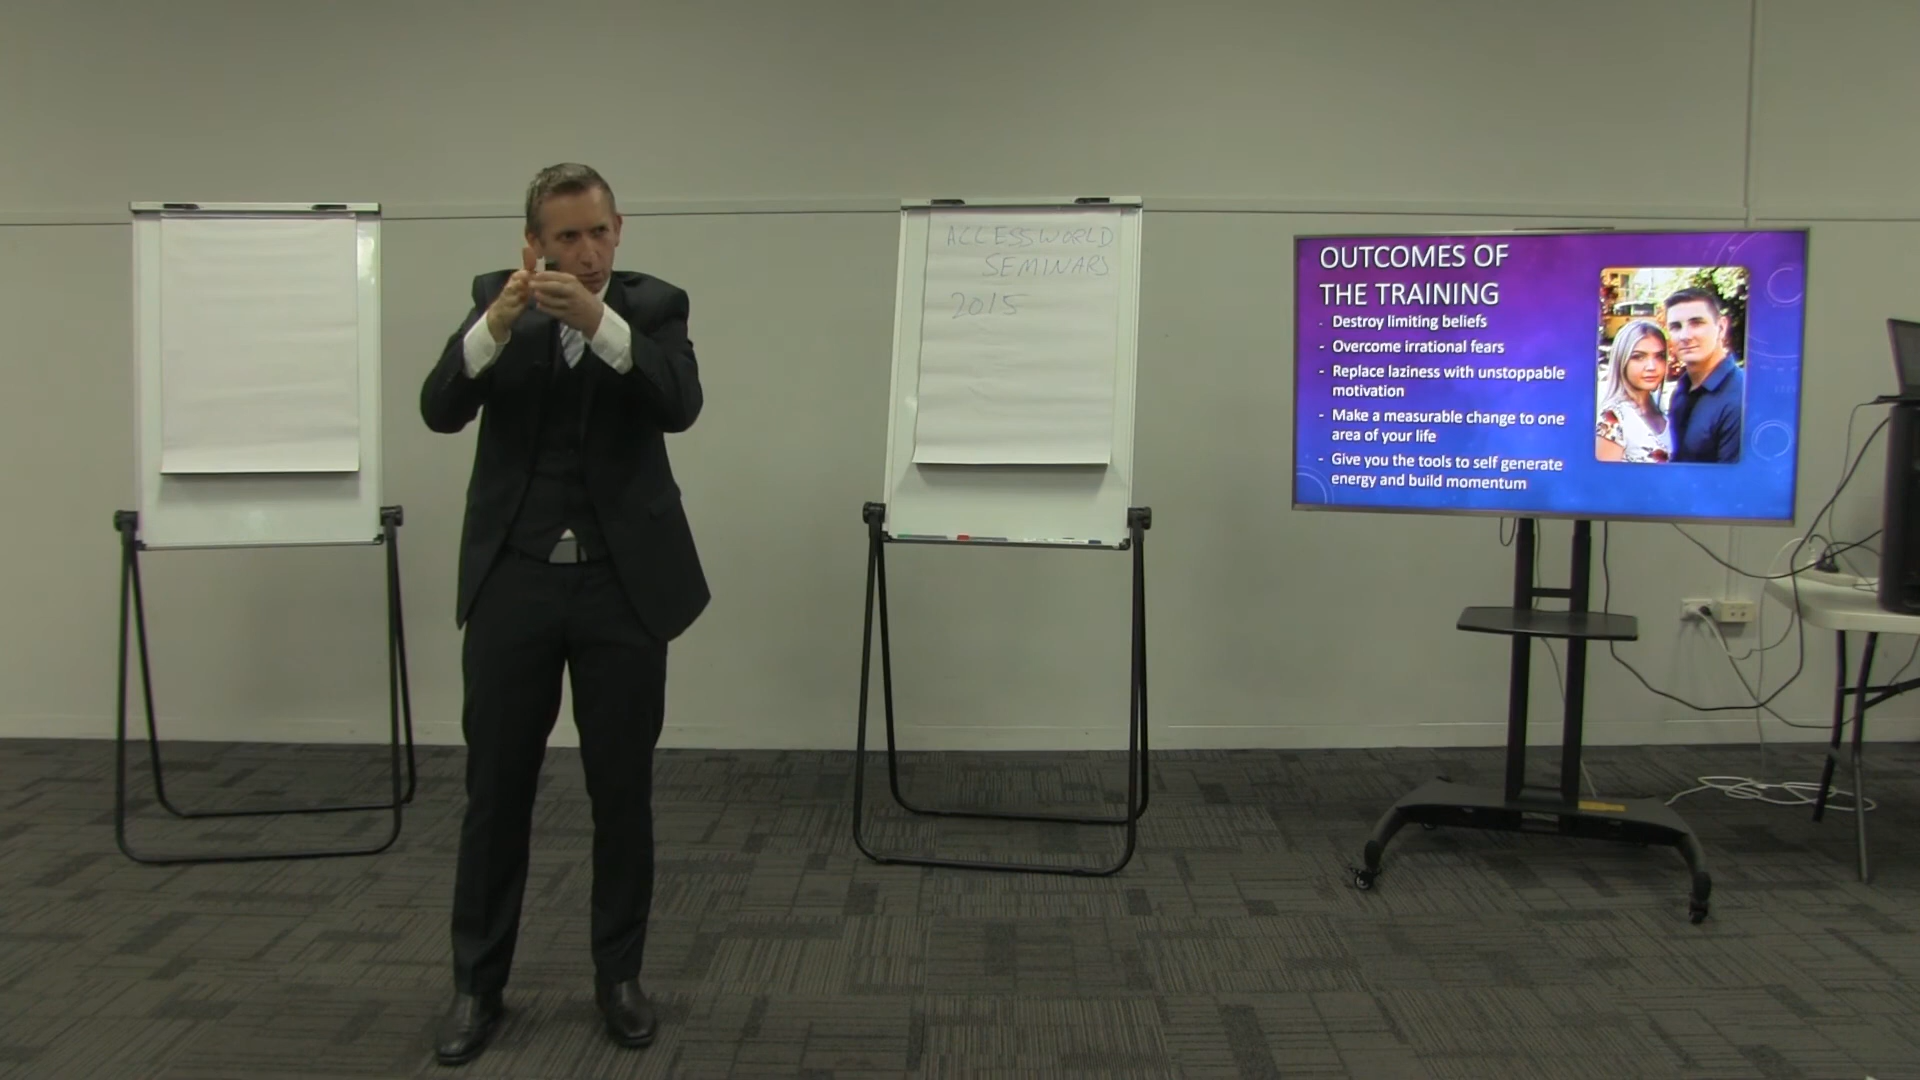 ACCESSWORLD
SEMINARS
2015
OUTCOMES OF
THE TRAINING
- Destroy limiting beliefs
- Overcome irrational fears
- Replace laziness with unstoppable
motivation
- Make a measurable change to one
area of your life
- Give you the tools to self generate
energy and build momentum